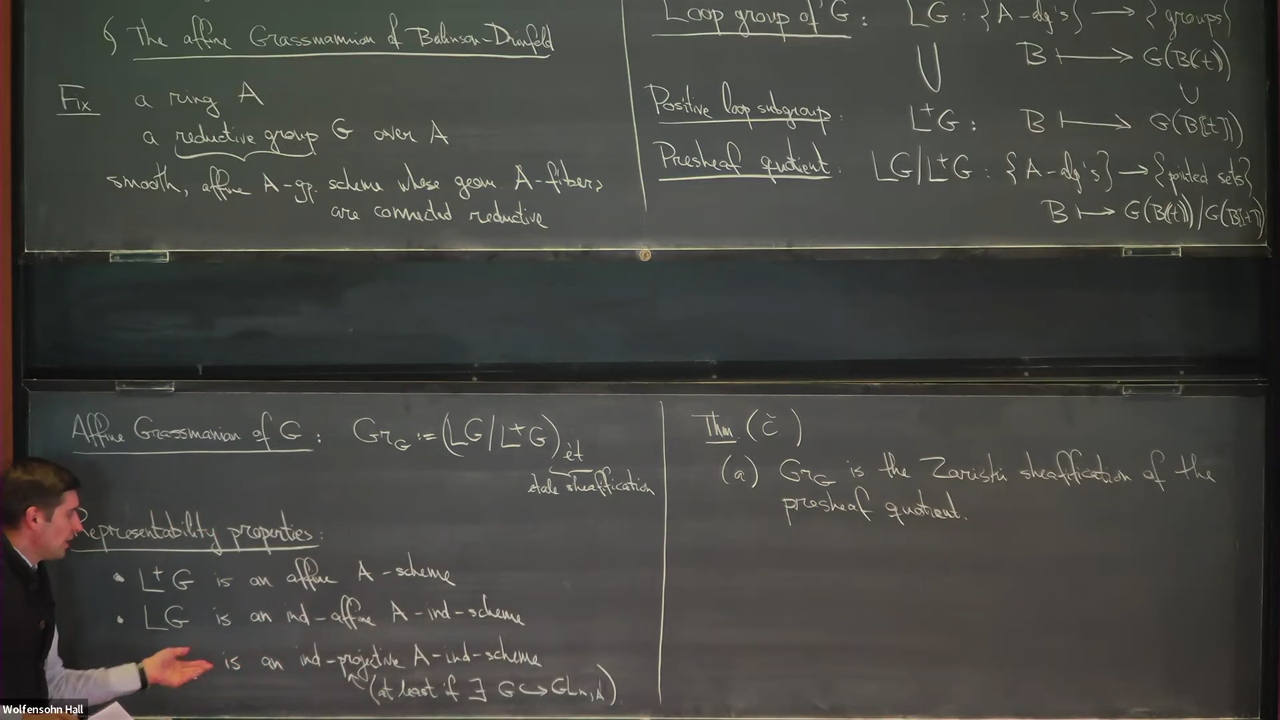 § The affine Grassmannian of Beilinson-Drinfeld
Fix a ring A
a reductive group G over A
smooth, affine A-gp. scheme whose geom. A-fibers
are connected reductive
Loop group of G : LG : {A-alg's} → {groups}
∪ B ↦ G(B((t))
∪
Positive loop subgroup : L⁺G : B ↦ G(B[[t]])
Presheaf quotient : LG/L⁺G : {A-alg's} → {pointed sets}
B ↦ G(B((t))/G(B[[t]])
Affine Grassmannian of G : Gr_G := (LG/L⁺G)_ét
étale sheaffication
Representability properties :
• L⁺G is an affine A-scheme
• LG is an ind-affine A-ind-scheme
is an ind-projective A-ind-scheme
(at least if ∃ G ↪ GL_{n,A})
Thm. (Č)
(a) Gr_G is the Zariski sheaffication of the
presheaf quotient.
Wolfensohn Hall